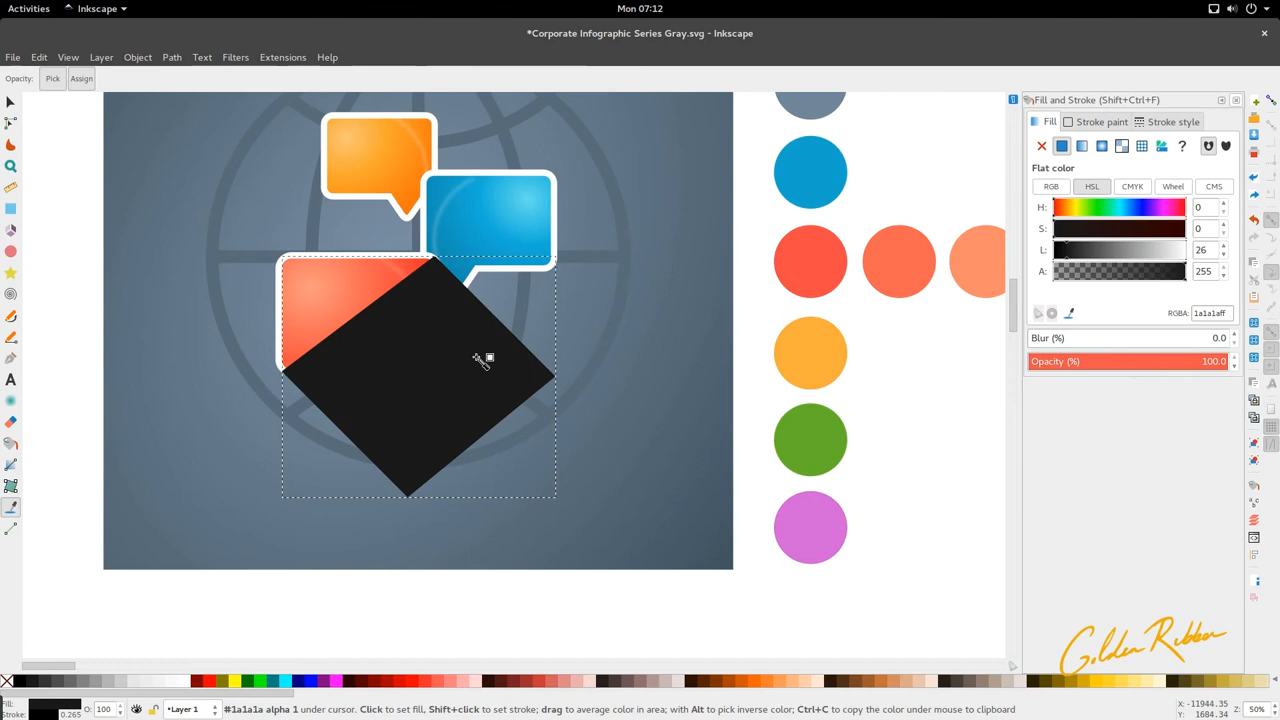 Activities Inkscape Mon 07:12
*Corporate Infographic Series Gray.svg - Inkscape
File Edit View Layer Object Path Text Filters Extensions Help
Opacity: Pick Assign
Fill and Stroke (Shift+Ctrl+F)
Fill Stroke paint Stroke style
?
Flat color
RGB HSL CMYK Wheel CMS
H: 0
S: 0
L: 26
A: 255
RGBA: 1a1a1aff
Blur (%) 0.0
Opacity (%) 100.0
Golden Ribbon
Fill:
Stroke: 0.265
O: 100
•Layer 1
#1a1a1a alpha 1 under cursor. Click to set fill, Shift+click to set stroke; drag to average color in area; with Alt to pick inverse color; Ctrl+C to copy the color under mouse to clipboard
X: -11944.35
Y: 1684.34
Z: 50%